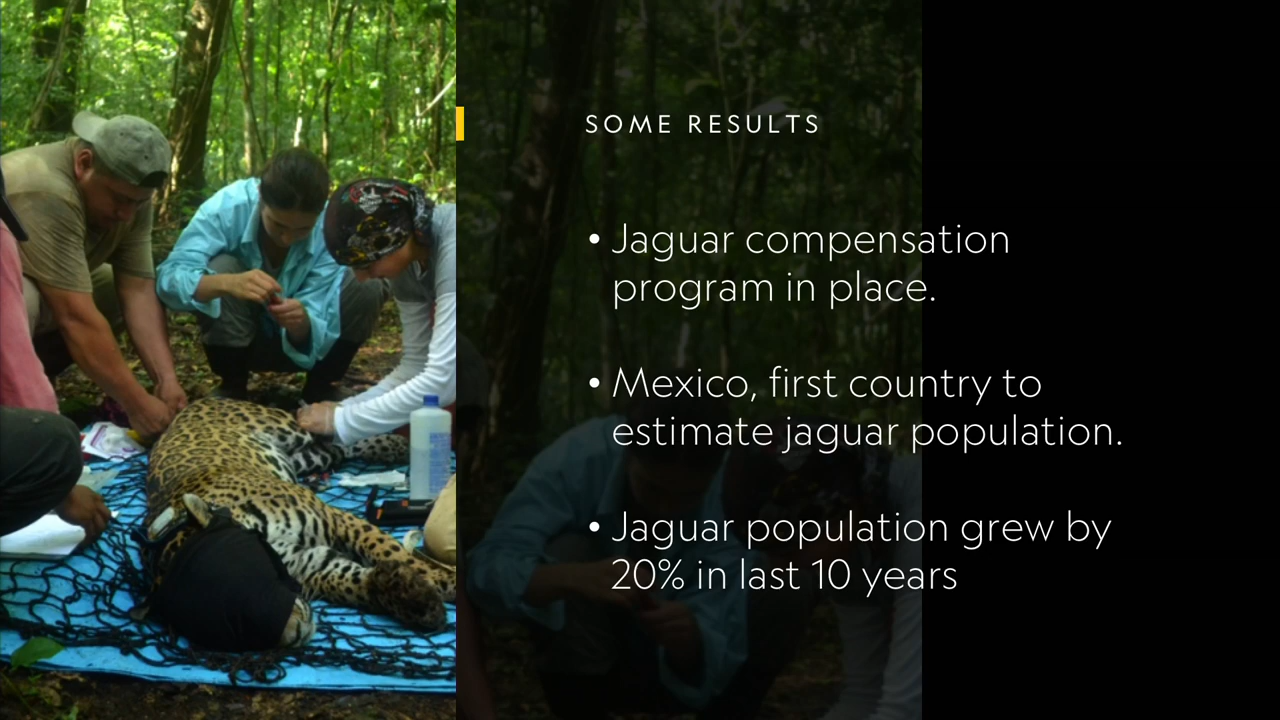 SOME RESULTS
• Jaguar compensation
program in place.
• Mexico, first country to
estimate jaguar population.
• Jaguar population grew by
20% in last 10 years